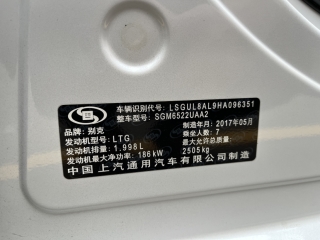 车辆识别代号: LSGUL8AL9HA096351
整车型号: SGM6522UAA2
品牌: 别克 制造年月: 2017年05月
发动机型号: LTG 乘坐人数: 7
发动机排量: 1.998L 最大允许总质量:
发动机最大净功率: 186kW 2505kg
中国上汽通用汽车有限公司制造